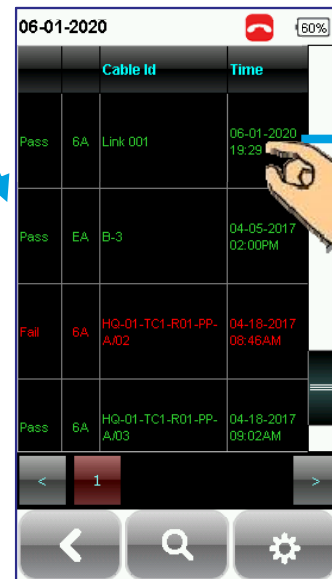 06-01-2020 60%
Cable Id Time
Pass 6A Link 001 06-01-2020
19:29
Pass EA B-3 04-05-2017
02:00PM
Fail 6A HQ-01-TC1-R01-PP-A/02 04-18-2017
08:46AM
Pass 6A HQ-01-TC1-R01-PP-A/03 04-18-2017
09:02AM
< 1 >